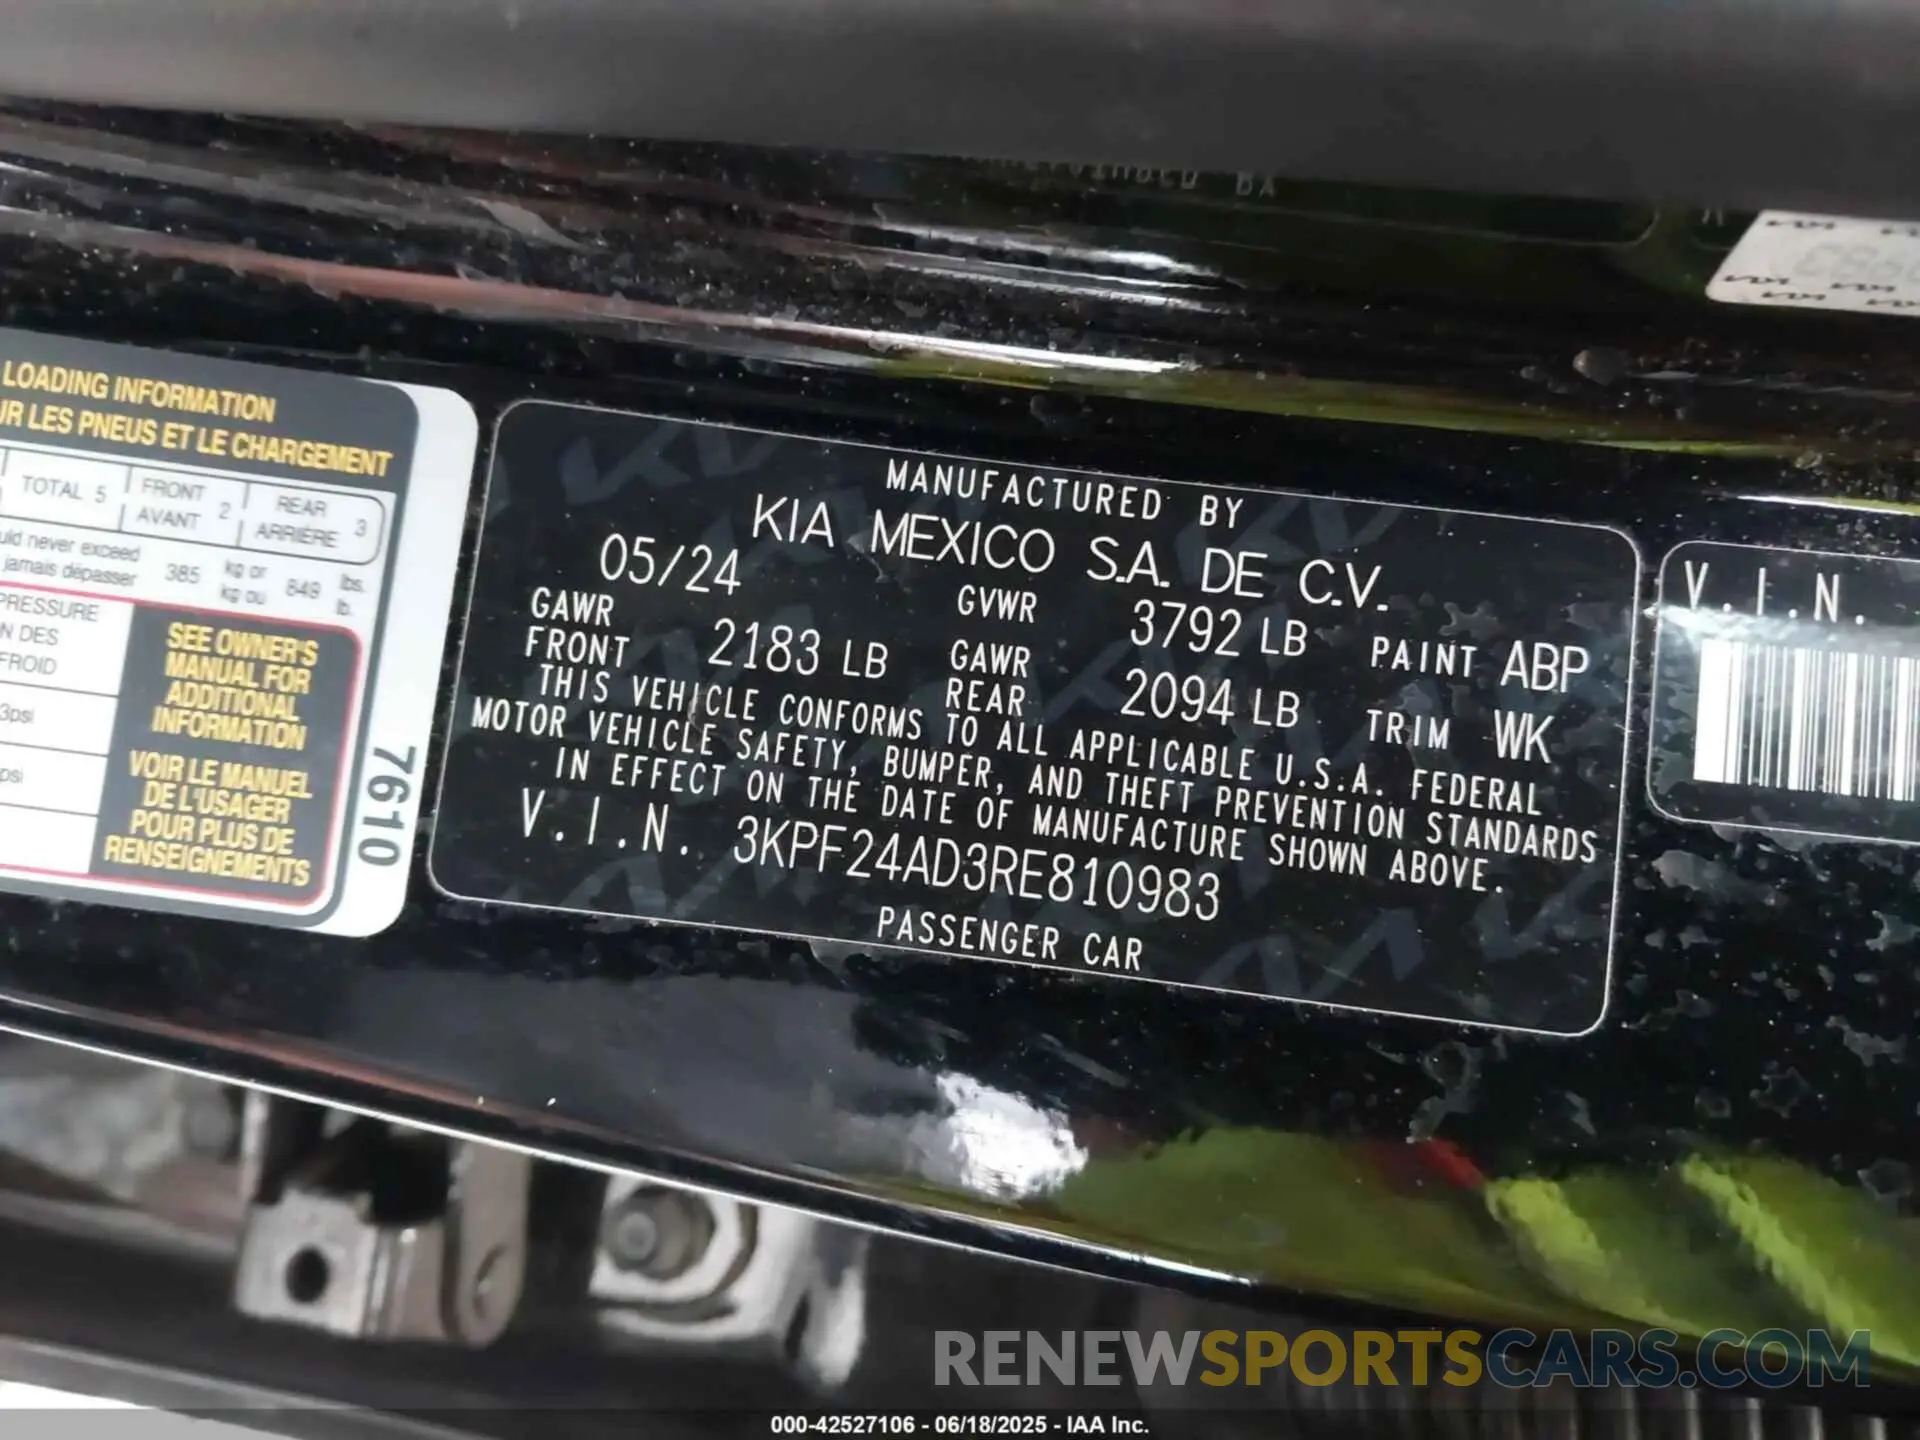 LOADING INFORMATION
UR LES PNEUS ET LE CHARGEMENT
TOTAL 5 FRONT AVANT 2 REAR ARRIÈRE 3
uld never exceed
jamais dépasser 385 kg or kg ou 849 lbs. lb.
PRESSURE
N DES
FROID
3psi
psi
SEE OWNER'S
MANUAL FOR
ADDITIONAL
INFORMATION
VOIR LE MANUEL
DE L'USAGER
POUR PLUS DE
RENSEIGNEMENTS
7610
MANUFACTURED BY
KIA MEXICO S.A. DE C.V.
05/24 GVWR 3792 LB PAINT ABP
GAWR FRONT 2183 LB GAWR REAR 2094 LB TRIM WK
THIS VEHICLE CONFORMS TO ALL APPLICABLE U.S.A. FEDERAL
MOTOR VEHICLE SAFETY, BUMPER, AND THEFT PREVENTION STANDARDS
IN EFFECT ON THE DATE OF MANUFACTURE SHOWN ABOVE.
V.I.N. 3KPF24AD3RE810983
PASSENGER CAR
V.I.N.
RENEWSPORTSCARS.COM
000-42527106 - 06/18/2025 - IAA Inc.